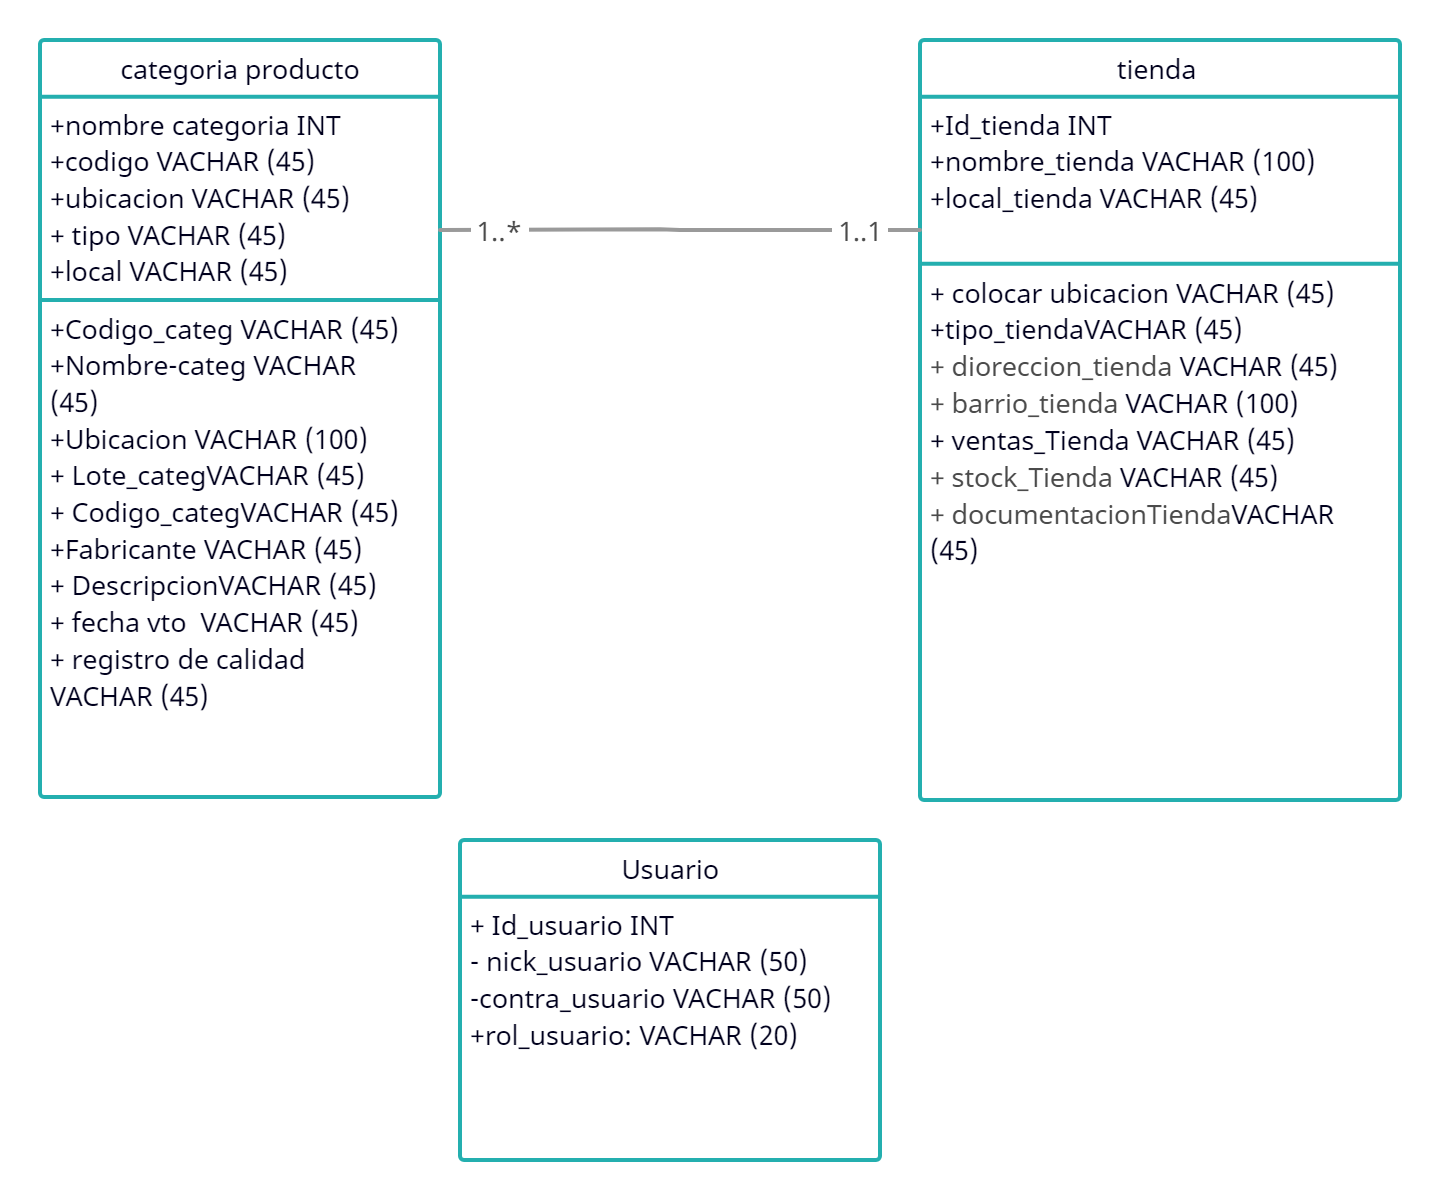 categoria producto
+nombre categoria INT
+codigo VACHAR (45)
+ubicacion VACHAR (45)
+ tipo VACHAR (45)
+local VACHAR (45)
+Codigo_categ VACHAR (45)
+Nombre-categ VACHAR
(45)
+Ubicacion VACHAR (100)
+ Lote_categVACHAR (45)
+ Codigo_categVACHAR (45)
+Fabricante VACHAR (45)
+ DescripcionVACHAR (45)
+ fecha vto  VACHAR (45)
+ registro de calidad
VACHAR (45)
1..*
1..1
tienda
+Id_tienda INT
+nombre_tienda VACHAR (100)
+local_tienda VACHAR (45)
+ colocar ubicacion VACHAR (45)
+tipo_tiendaVACHAR (45)
+ dioreccion_tienda VACHAR (45)
+ barrio_tienda VACHAR (100)
+ ventas_Tienda VACHAR (45)
+ stock_Tienda VACHAR (45)
+ documentacionTiendaVACHAR
(45)
Usuario
+ Id_usuario INT
- nick_usuario VACHAR (50)
-contra_usuario VACHAR (50)
+rol_usuario: VACHAR (20)